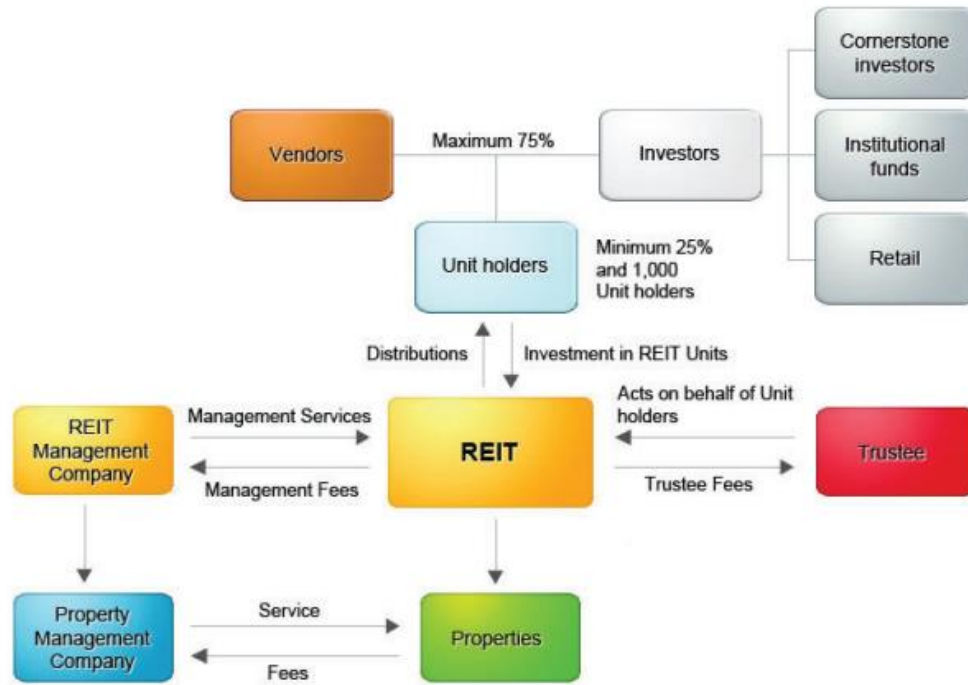 Cornerstone
investors
Vendors
Maximum 75%
Investors
Institutional
funds
Unit holders
Minimum 25%
and 1,000
Unit holders
Retail
Distributions
Investment in REIT Units
REIT
Management
Company
Management Services
Management Fees
REIT
Acts on behalf of Unit
holders
Trustee Fees
Trustee
Property
Management
Company
Service
Fees
Properties